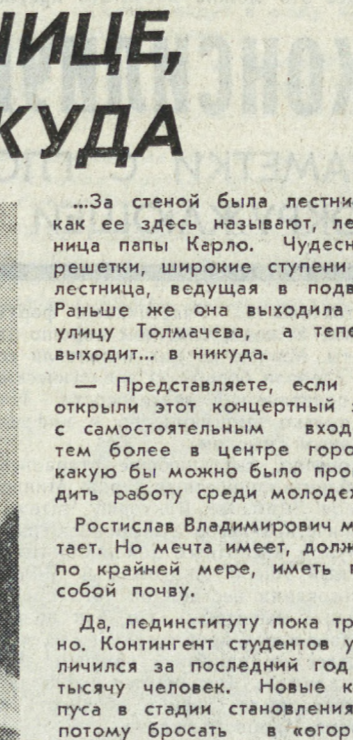 НИЦЕ,
КУДА
...За стеной была лестни
как ее здесь называют, ле
ница папы Карло. Чудесн
решетки, широкие ступени
лестница, ведущая в подв
Раньше же она выходила
улицу Толмачева, а тепе
выходит... в никуда.
— Представляете, если
открыли этот концертный з
с самостоятельным входо
тем более в центре горо
какую бы можно было про
дить работу среди молодеж
Ростислав Владимирович м
тает. Но мечта имеет, долж
по крайней мере, иметь п
собой почву.
Да, пединституту пока тр
но. Контингент студентов у
личился за последний год
тысячу человек. Новые к
пуса в стадии становления
потому бросать в «огор